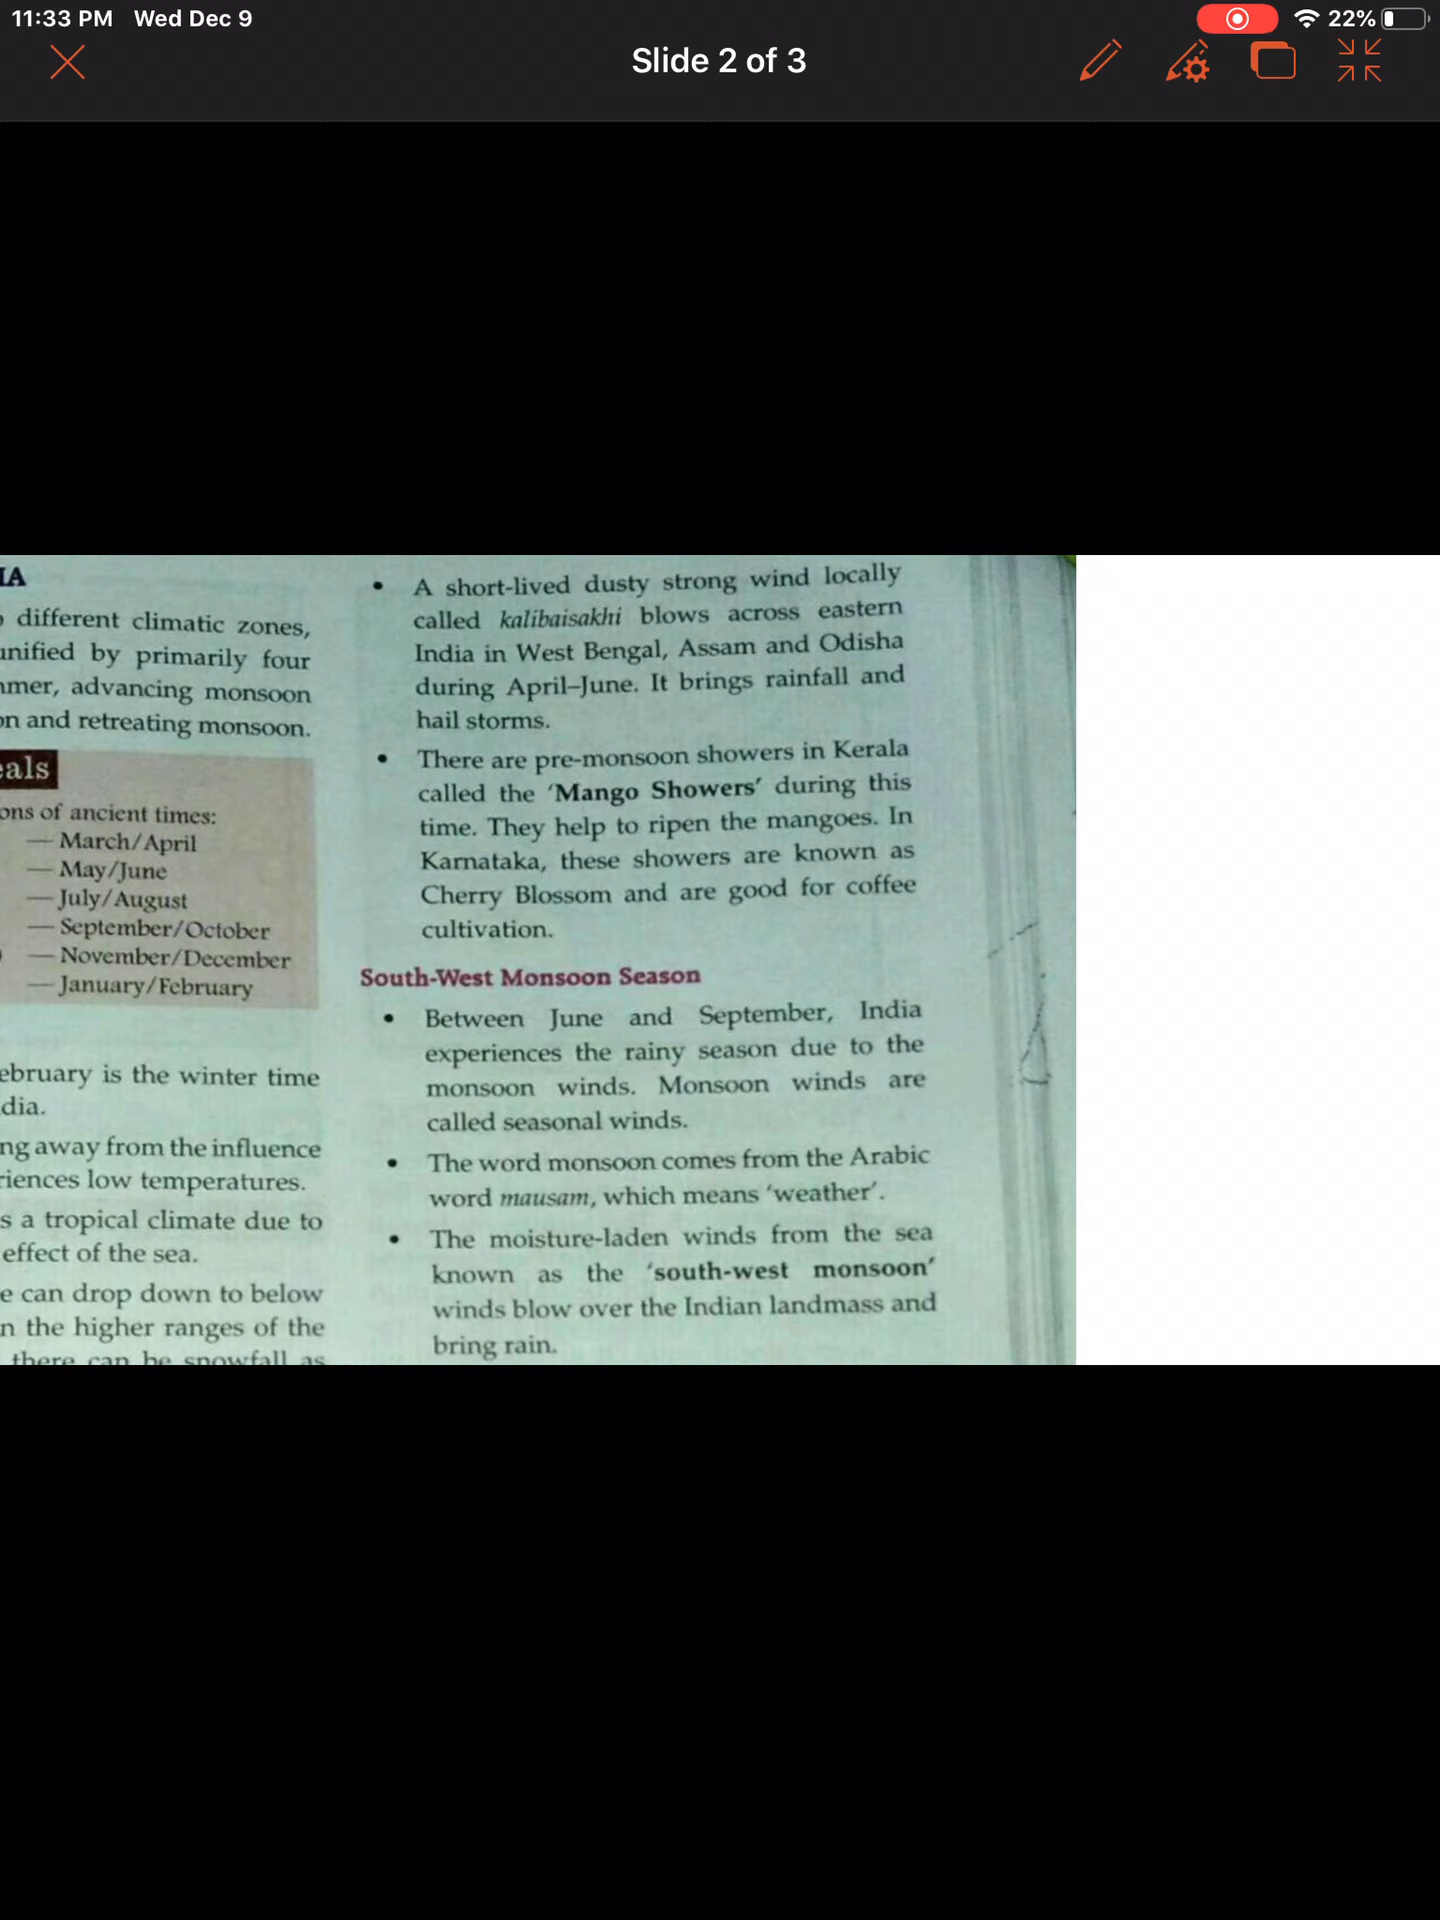 11:33 PM Wed Dec 9
22%
Slide 2 of 3
IA
different climatic zones,
unified by primarily four
mer, advancing monsoon
on and retreating monsoon.
eals
ons of ancient times:
— March/April
— May/June
— July/August
— September/October
— November/December
— January/February
ebruary is the winter time
dia.
ng away from the influence
riences low temperatures.
s a tropical climate due to
effect of the sea.
e can drop down to below
n the higher ranges of the
there can be snowfall as
• A short-lived dusty strong wind locally
called kalibaisakhi blows across eastern
India in West Bengal, Assam and Odisha
during April–June. It brings rainfall and
hail storms.
• There are pre-monsoon showers in Kerala
called the ‘Mango Showers’ during this
time. They help to ripen the mangoes. In
Karnataka, these showers are known as
Cherry Blossom and are good for coffee
cultivation.
South-West Monsoon Season
• Between June and September, India
experiences the rainy season due to the
monsoon winds. Monsoon winds are
called seasonal winds.
• The word monsoon comes from the Arabic
word mausam, which means ‘weather’.
• The moisture-laden winds from the sea
known as the ‘south-west monsoon’
winds blow over the Indian landmass and
bring rain.